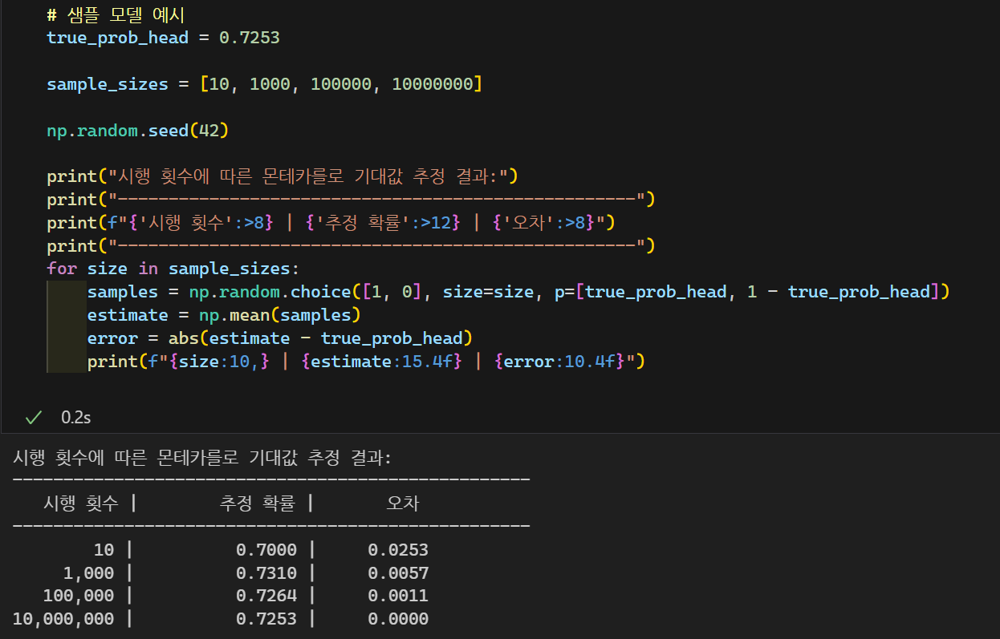 # 샘플 모델 예시
true_prob_head = 0.7253
sample_sizes = [10, 1000, 100000, 10000000]
np.random.seed(42)
print("시행 횟수에 따른 몬테카를로 기대값 추정 결과:")
print("---------------------------------------------------")
print(f"{'시행 횟수':>8} | {'추정 확률':>12} | {'오차':>8}")
print("---------------------------------------------------")
for size in sample_sizes:
    samples = np.random.choice([1, 0], size=size, p=[true_prob_head, 1 - true_prob_head])
    estimate = np.mean(samples)
    error = abs(estimate - true_prob_head)
    print(f"{size:10,} | {estimate:15.4f} | {error:10.4f}")
0.2s
시행 횟수에 따른 몬테카를로 기대값 추정 결과:
---------------------------------------------------
   시행 횟수 |        추정 확률 |       오차
---------------------------------------------------
        10 |          0.7000 |     0.0253
     1,000 |          0.7310 |     0.0057
   100,000 |          0.7264 |     0.0011
10,000,000 |          0.7253 |     0.0000